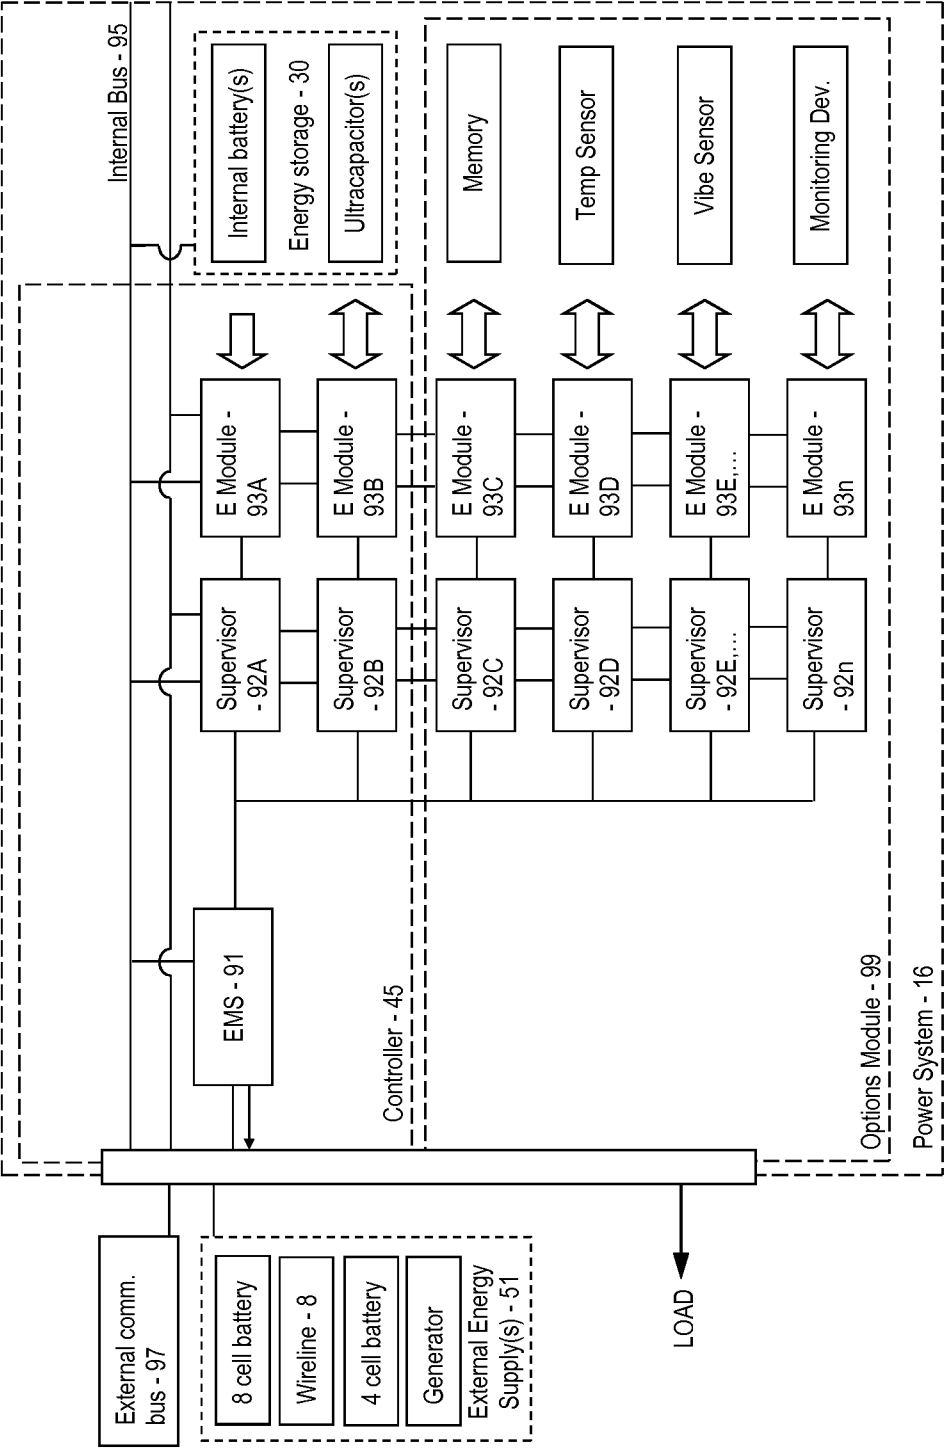 Internal Bus - 95
Internal battery(s)
Energy storage - 30
Ultracapacitor(s)
Memory
Temp Sensor
Vibe Sensor
Monitoring Dev.
E Module -
93A
E Module -
93B
E Module -
93C
E Module -
93D
E Module -
93E,...
E Module -
93n
Supervisor
- 92A
Supervisor
- 92B
Supervisor
- 92C
Supervisor
- 92D
Supervisor
- 92E,...
Supervisor
- 92n
EMS - 91
Controller - 45
Options Module - 99
Power System - 16
External comm.
bus - 97
8 cell battery
Wireline - 8
4 cell battery
Generator
External Energy
Supply(s) - 51
LOAD